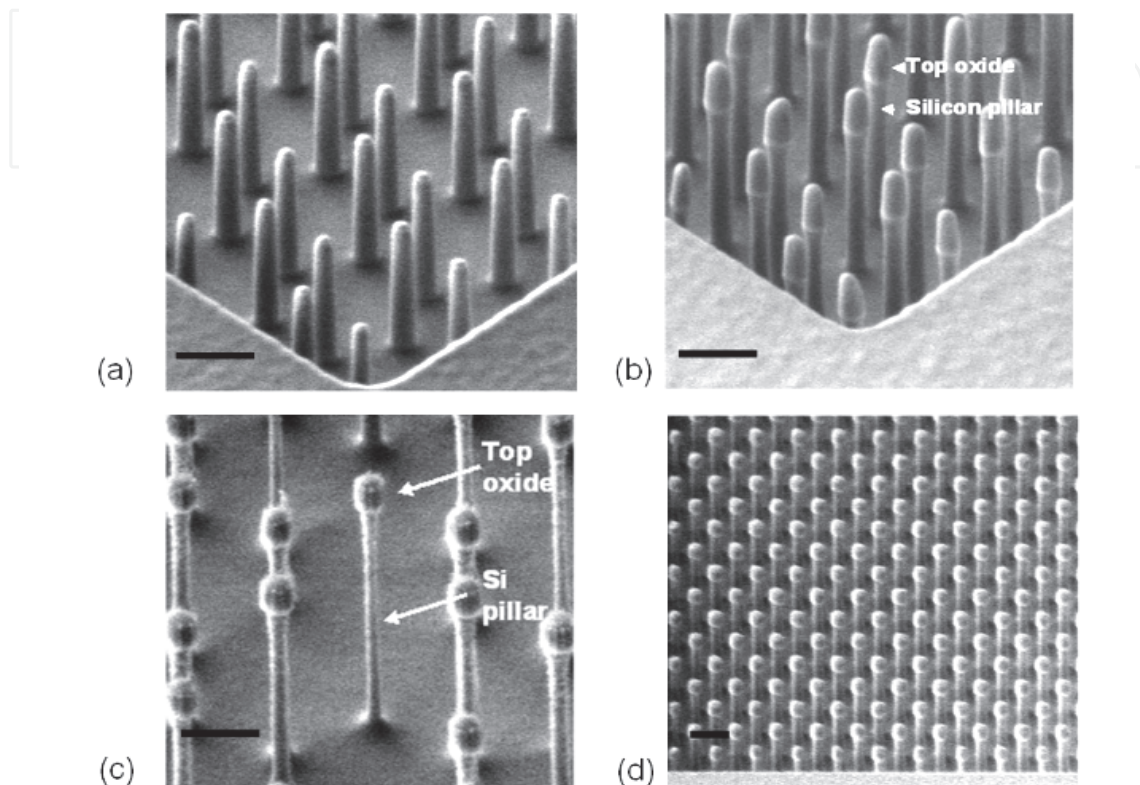 Top oxide
Silicon pillar
(a)
(b)
Top
oxide
Si
pillar
(c)
(d)